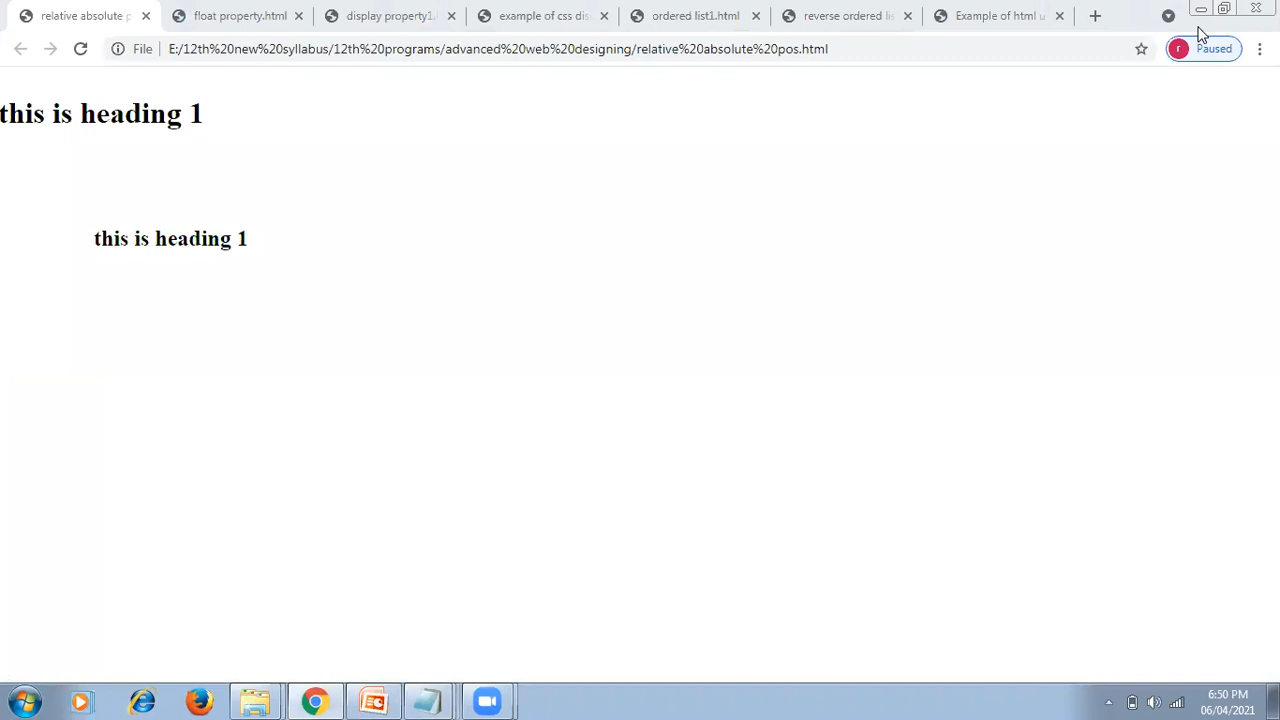 relative absolute p
float property.html
display property1.
example of css dis
ordered list1.html
reverse ordered lis
Example of html u
File
E:/12th%20new%20syllabus/12th%20programs/advanced%20web%20designing/relative%20absolute%20pos.html
r
Paused
this is heading 1
this is heading 1
6:50 PM
06/04/2021